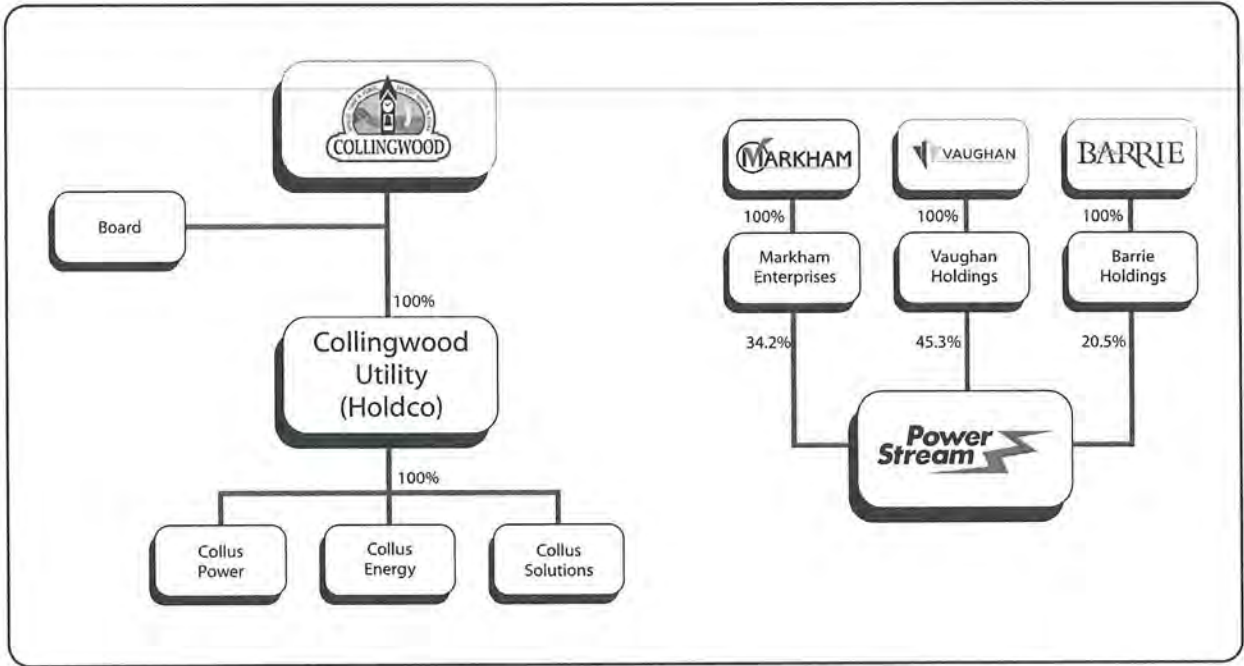 COLLINGWOOD
Board
100%
Collingwood
Utility
(Holdco)
100%
Collus
Power
Collus
Energy
Collus
Solutions
MARKHAM
VAUGHAN
BARRIE
100%
100%
100%
Markham
Enterprises
Vaughan
Holdings
Barrie
Holdings
34.2%
45.3%
20.5%
Power
Stream